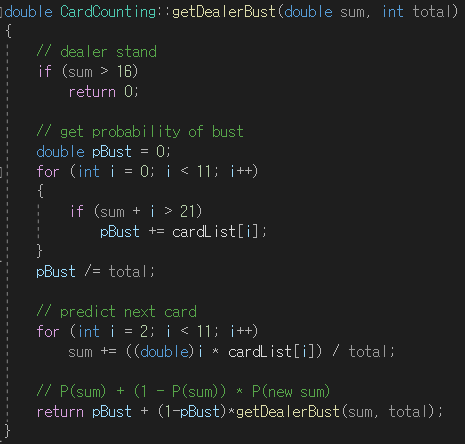 double CardCounting::getDealerBust(double sum, int total)
{
// dealer stand
if (sum > 16)
return 0;
// get probability of bust
double pBust = 0;
for (int i = 0; i < 11; i++)
{
if (sum + i > 21)
pBust += cardList[i];
}
pBust /= total;
// predict next card
for (int i = 2; i < 11; i++)
sum += ((double)i * cardList[i]) / total;
// P(sum) + (1 - P(sum)) * P(new sum)
return pBust + (1-pBust)*getDealerBust(sum, total);
}